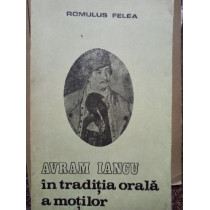 ROMULUS FELEA
AVRAM IANCU
în tradiția orală
a moților